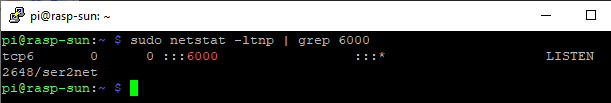 pi@rasp-sun: ~
pi@rasp-sun:~ $ sudo netstat -ltnp | grep 6000
tcp6       0      0 :::6000                 :::*                    LISTEN
2648/ser2net
pi@rasp-sun:~ $